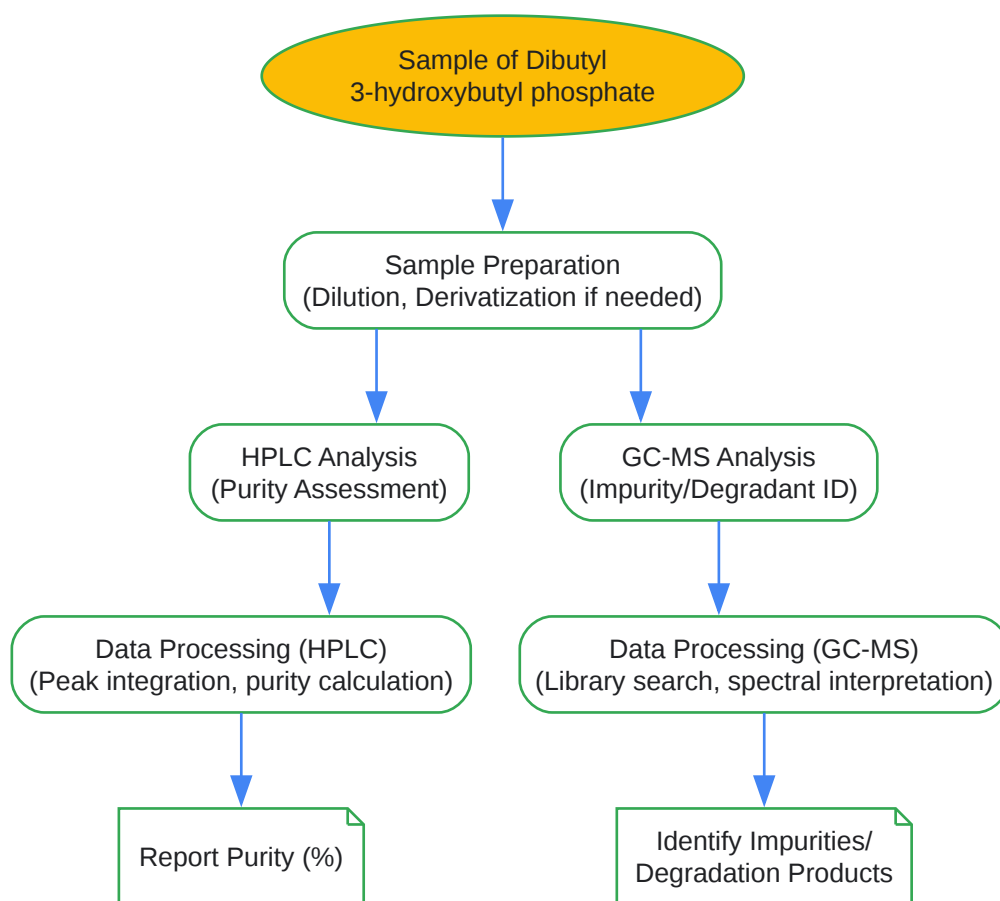 Sample of Dibutyl
3-hydroxybutyl phosphate
Sample Preparation
(Dilution, Derivatization if needed)
HPLC Analysis
(Purity Assessment)
GC-MS Analysis
(Impurity/Degradant ID)
Data Processing (HPLC)
(Peak integration, purity calculation)
Data Processing (GC-MS)
(Library search, spectral interpretation)
Report Purity (%)
Identify Impurities/
Degradation Products